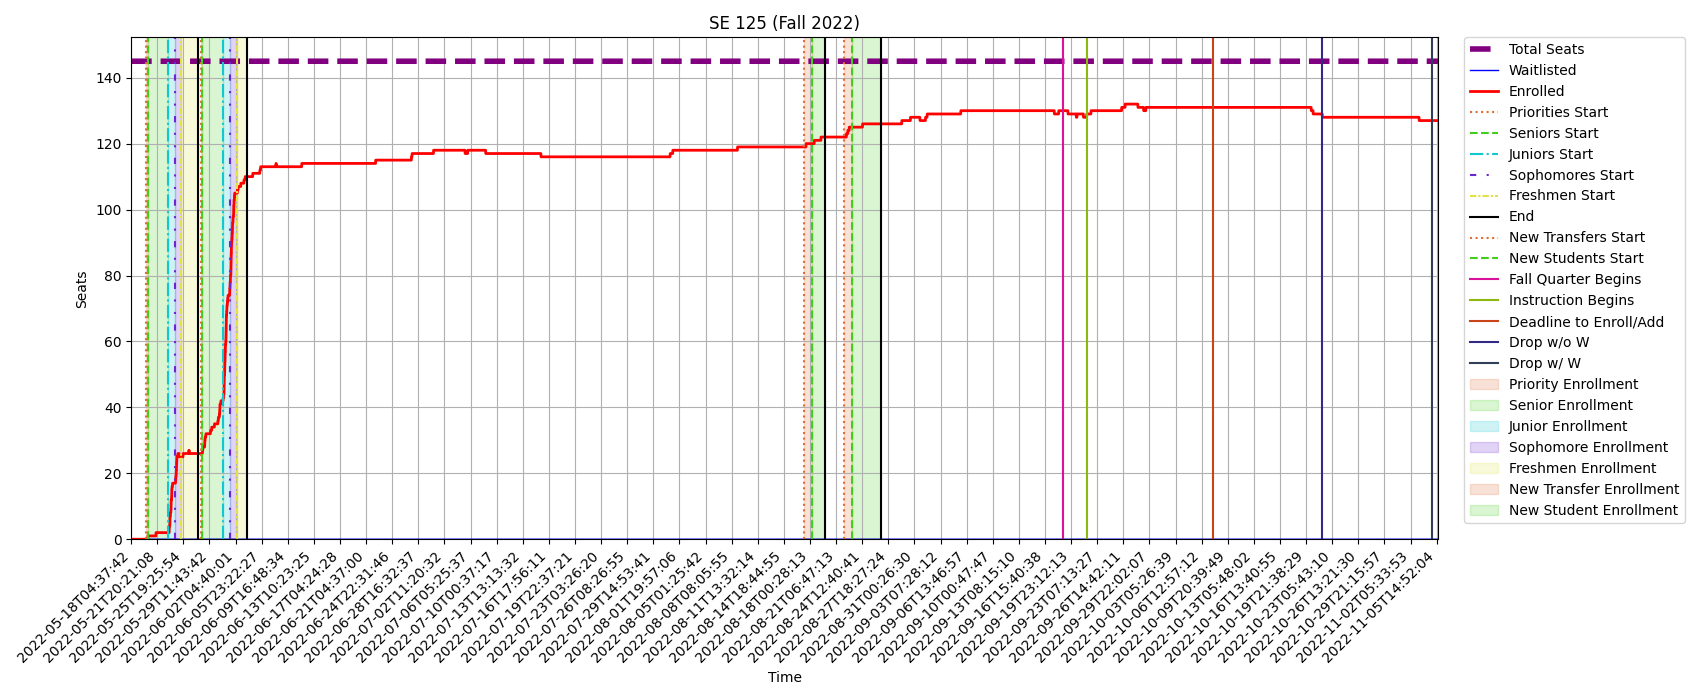 SE 125 (Fall 2022)
Seats
140
120
100
80
60
40
20
0
2022-05-18T04:37:42
2022-05-21T20:21:08
2022-05-25T19:25:54
2022-05-29T11:43:42
2022-06-02T04:40:01
2022-06-05T23:22:27
2022-06-09T16:48:34
2022-06-13T10:23:25
2022-06-17T04:24:28
2022-06-21T04:37:00
2022-06-24T22:31:46
2022-06-28T16:32:37
2022-07-02T11:20:32
2022-07-06T05:25:37
2022-07-10T00:37:17
2022-07-13T13:13:32
2022-07-16T17:56:11
2022-07-19T22:37:21
2022-07-23T03:26:20
2022-07-26T08:26:55
2022-07-29T14:53:41
2022-08-01T19:57:06
2022-08-05T01:25:42
2022-08-08T08:05:55
2022-08-11T13:32:14
2022-08-14T18:44:55
2022-08-18T00:28:13
2022-08-21T06:47:13
2022-08-24T12:40:41
2022-08-27T18:27:24
2022-08-31T00:26:30
2022-09-03T07:28:12
2022-09-06T13:46:57
2022-09-10T00:47:47
2022-09-13T08:15:10
2022-09-16T15:40:38
2022-09-19T23:12:13
2022-09-23T07:13:27
2022-09-26T14:42:11
2022-09-29T22:02:07
2022-10-03T05:26:39
2022-10-06T12:57:12
2022-10-09T20:39:49
2022-10-13T05:48:02
2022-10-16T13:40:55
2022-10-19T21:38:29
2022-10-23T05:43:10
2022-10-26T13:21:30
2022-10-29T21:15:57
2022-11-02T05:33:53
2022-11-05T14:52:04
Time
Total Seats
Waitlisted
Enrolled
Priorities Start
Seniors Start
Juniors Start
Sophomores Start
Freshmen Start
End
New Transfers Start
New Students Start
Fall Quarter Begins
Instruction Begins
Deadline to Enroll/Add
Drop w/o W
Drop w/ W
Priority Enrollment
Senior Enrollment
Junior Enrollment
Sophomore Enrollment
Freshmen Enrollment
New Transfer Enrollment
New Student Enrollment